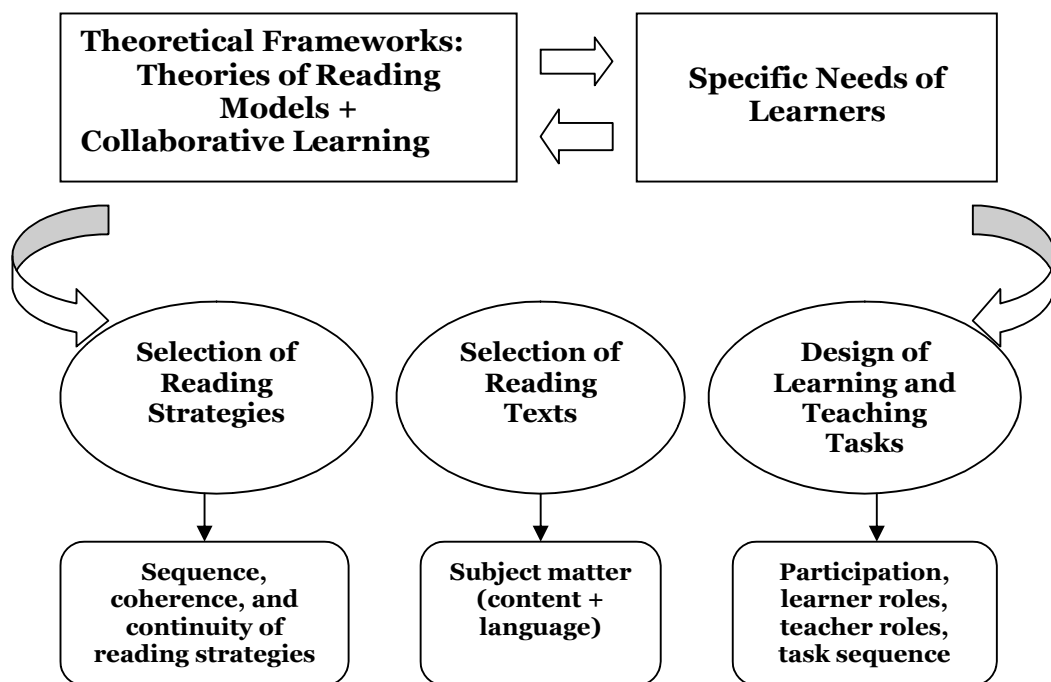 Theoretical Frameworks:
Theories of Reading
Models +
Collaborative Learning
Specific Needs of
Learners
Selection of
Reading
Strategies
Selection of
Reading
Texts
Design of
Learning and
Teaching
Tasks
Sequence,
coherence, and
continuity of
reading strategies
Subject matter
(content +
language)
Participation,
learner roles,
teacher roles,
task sequence